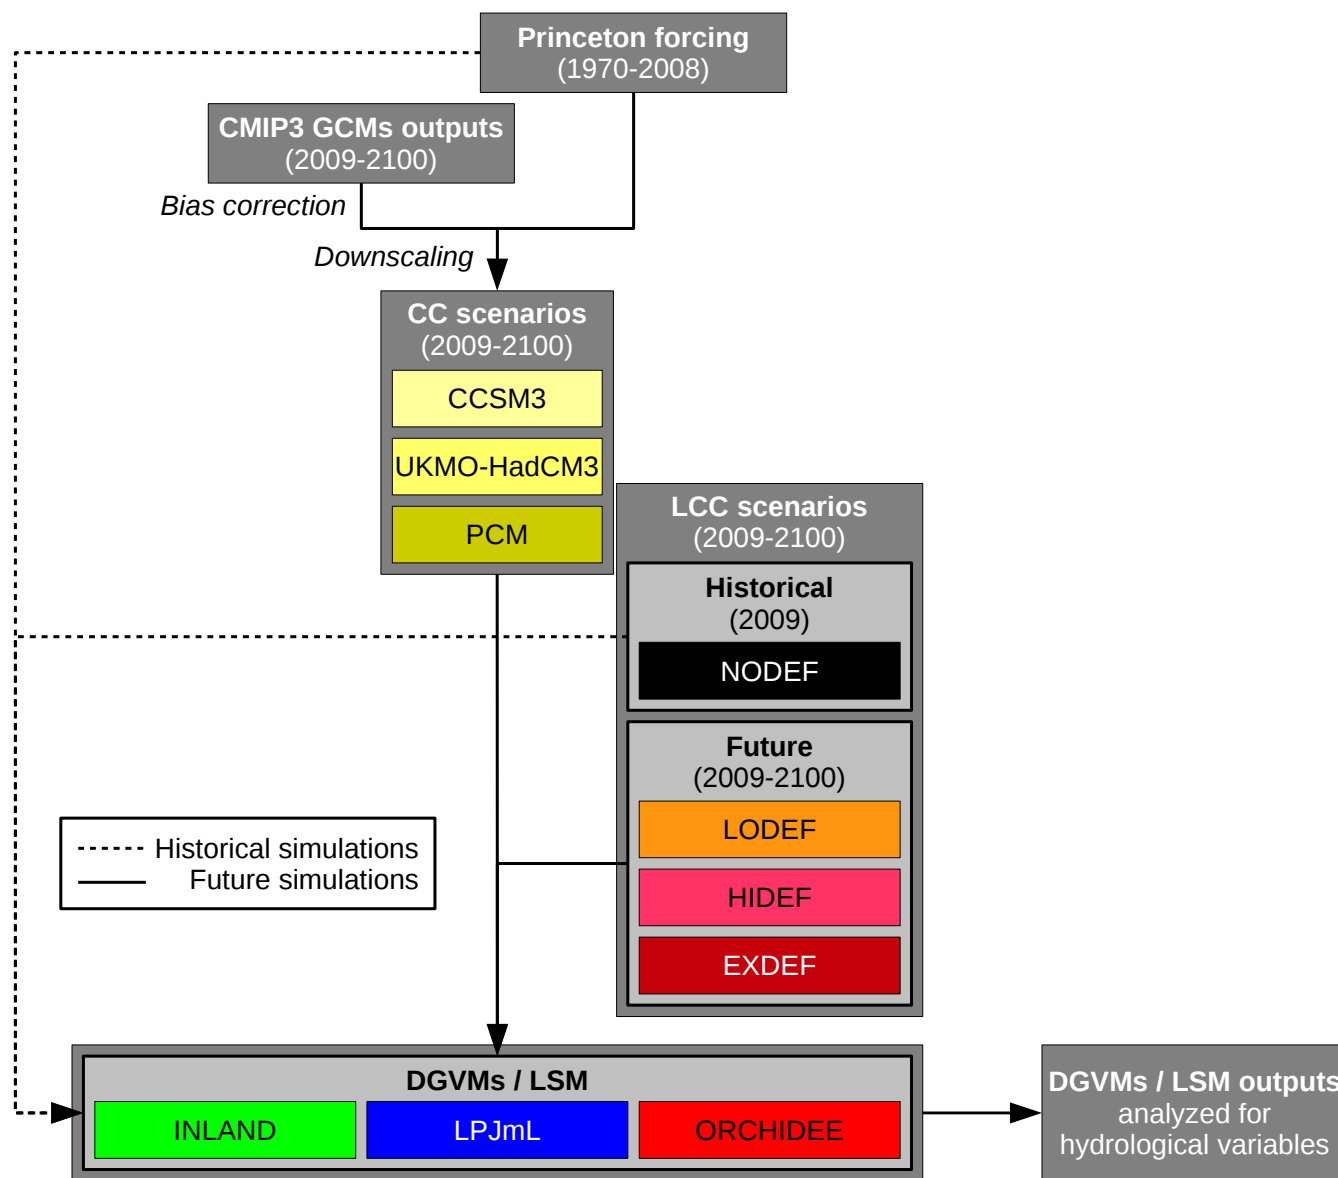 Princeton forcing
(1970-2008)
CMIP3 GCMs outputs
(2009-2100)
Bias correction
Downscaling
CC scenarios
(2009-2100)
CCSM3
UKMO-HadCM3
PCM
LCC scenarios
(2009-2100)
Historical
(2009)
NODEF
Future
(2009-2100)
LODEF
HIDEF
EXDEF
Historical simulations
Future simulations
DGVMs / LSM
INLAND
LPJmL
ORCHIDEE
DGVMs / LSM outputs
analyzed for
hydrological variables